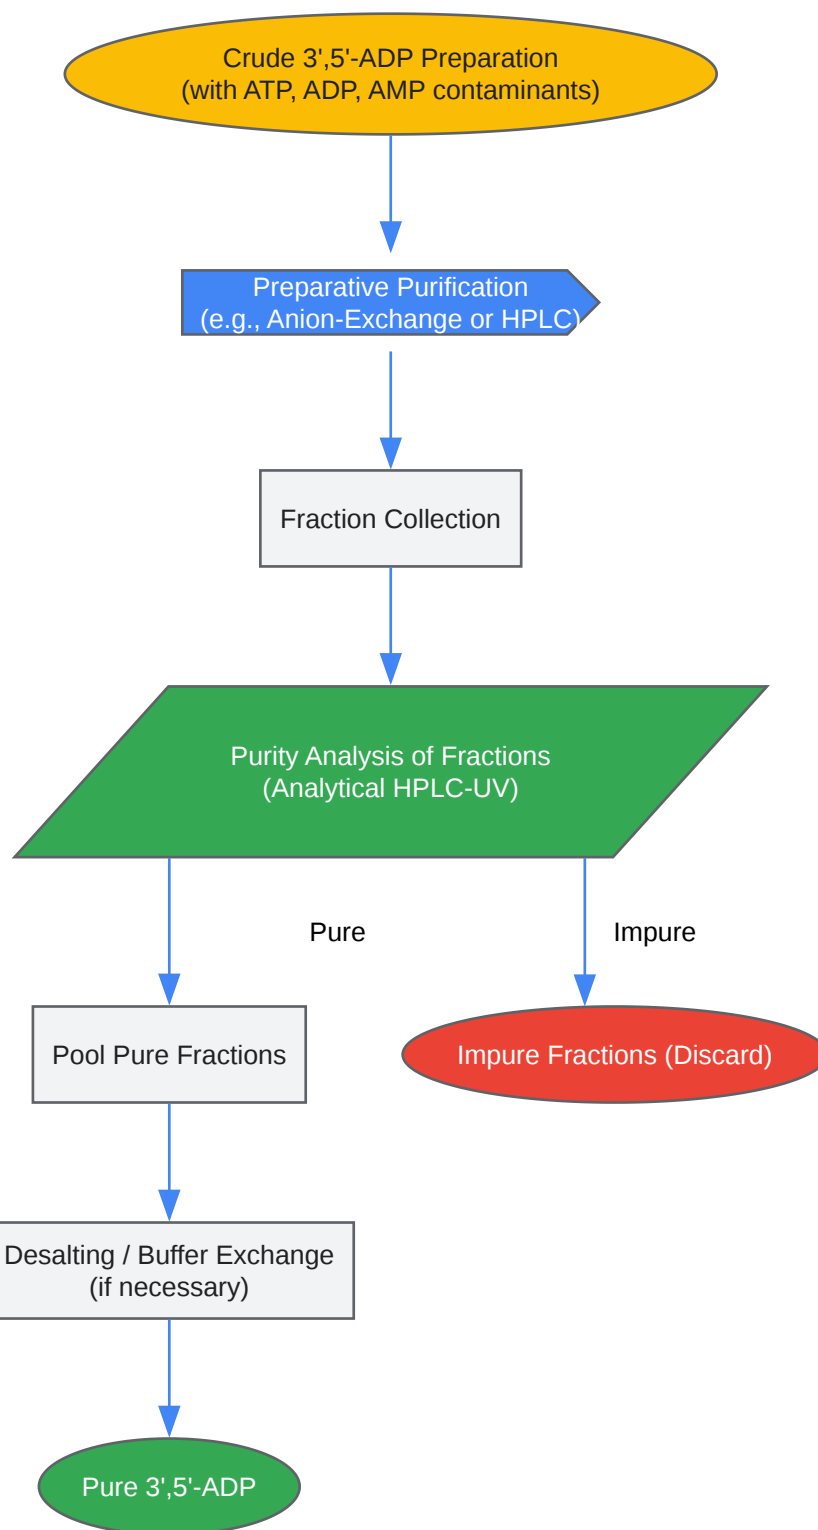 Crude 3',5'-ADP Preparation
(with ATP, ADP, AMP contaminants)
Preparative Purification
(e.g., Anion-Exchange or HPLC)
Fraction Collection
Purity Analysis of Fractions
(Analytical HPLC-UV)
Pure
Impure
Pool Pure Fractions
Impure Fractions (Discard)
Desalting / Buffer Exchange
(if necessary)
Pure 3',5'-ADP